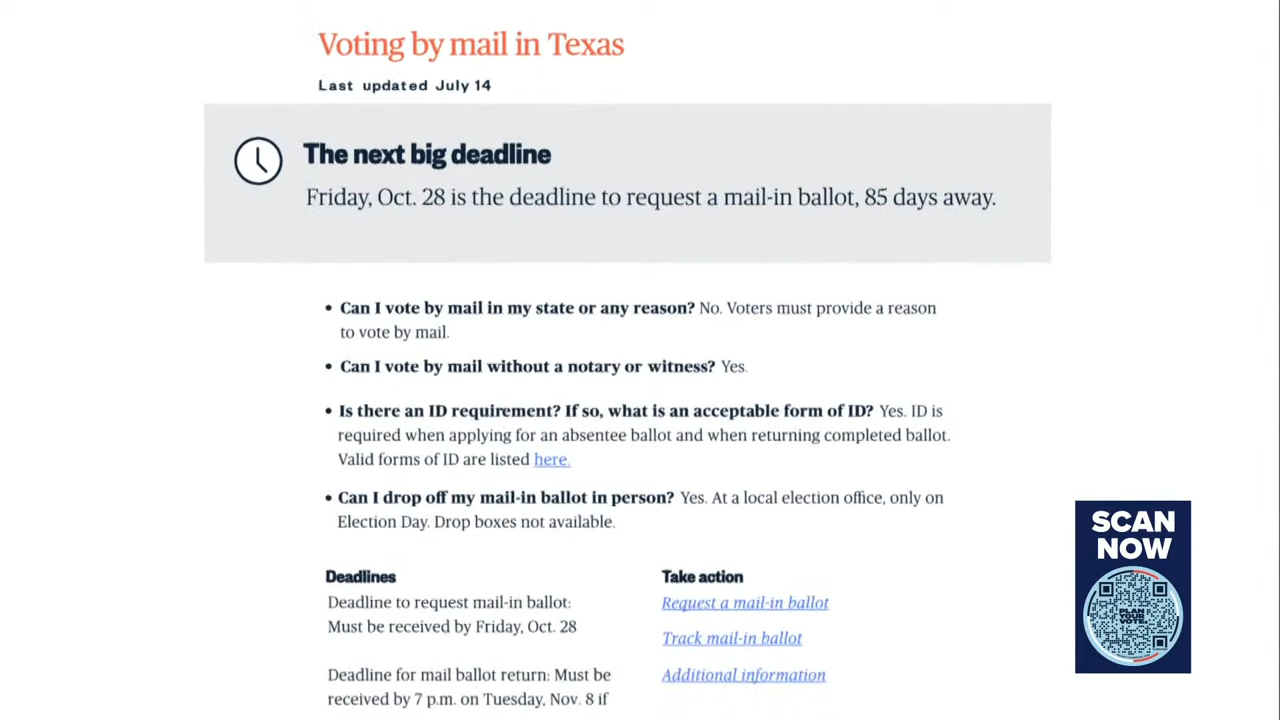 Voting by mail in Texas
Last updated July 14
The next big deadline
Friday, Oct. 28 is the deadline to request a mail-in ballot, 85 days away.
• Can I vote by mail in my state or any reason? No. Voters must provide a reason
to vote by mail.
• Can I vote by mail without a notary or witness? Yes.
• Is there an ID requirement? If so, what is an acceptable form of ID? Yes. ID is
required when applying for an absentee ballot and when returning completed ballot.
Valid forms of ID are listed here.
• Can I drop off my mail-in ballot in person? Yes. At a local election office, only on
Election Day. Drop boxes not available.
Deadlines
Deadline to request mail-in ballot:
Must be received by Friday, Oct. 28
Deadline for mail ballot return: Must be
received by 7 p.m. on Tuesday, Nov. 8 if
Take action
Request a mail-in ballot
Track mail-in ballot
Additional information
SCAN
NOW
PLAN
YOUR
VOTE.